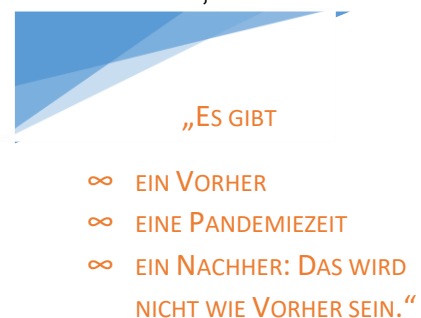 „Es gibt
∞ ein Vorher
∞ eine Pandemiezeit
∞ ein Nachher: Das wird
nicht wie Vorher sein.“